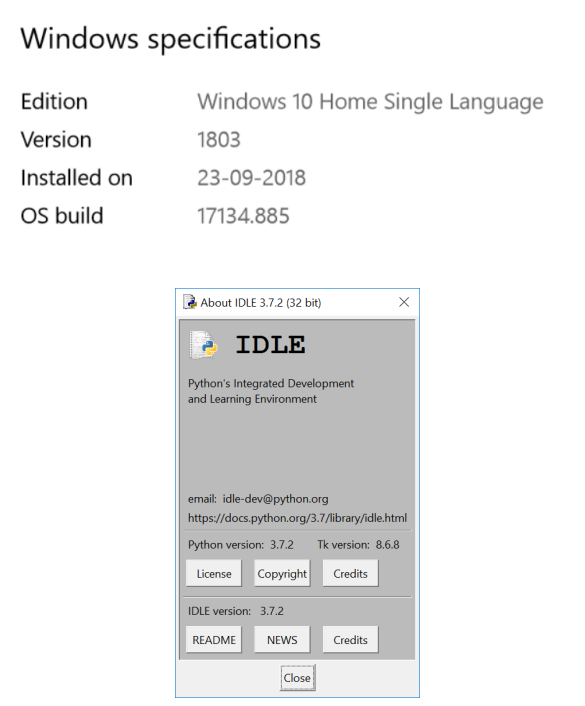 Windows specifications
Edition Windows 10 Home Single Language
Version 1803
Installed on 23-09-2018
OS build 17134.885
About IDLE 3.7.2 (32 bit)
IDLE
Python's Integrated Development
and Learning Environment
email: idle-dev@python.org
https://docs.python.org/3.7/library/idle.html
Python version: 3.7.2 Tk version: 8.6.8
License Copyright Credits
IDLE version: 3.7.2
README NEWS Credits
Close